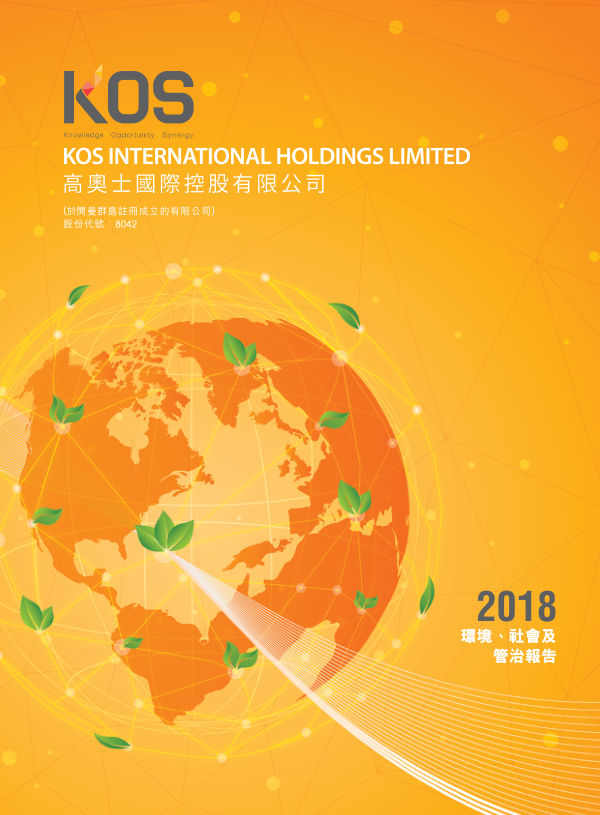 KOS
Knowledge Opportunity Synergy
KOS INTERNATIONAL HOLDINGS LIMITED
高奧士國際控股有限公司
(於開曼群島註冊成立的有限公司)
股份代號：8042
2018
環境、社會及
管治報告